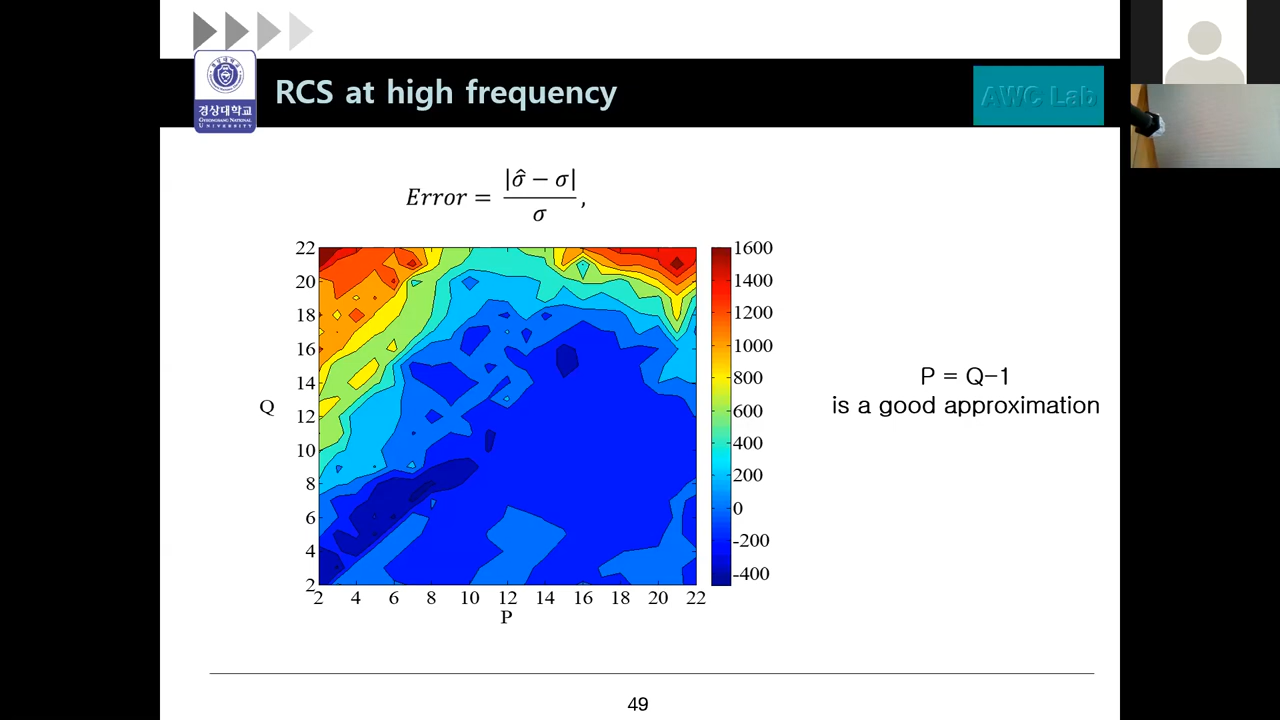 경상대학교
GYEONGSANG NATIONAL
UNIVERSITY
RCS at high frequency
AWC Lab
Error = |σ̂ − σ| / σ ,
22
20
18
16
14
12
10
8
6
4
2
Q
2 4 6 8 10 12 14 16 18 20 22
P
1600
1400
1200
1000
800
600
400
200
0
-200
-400
P = Q-1
is a good approximation
49